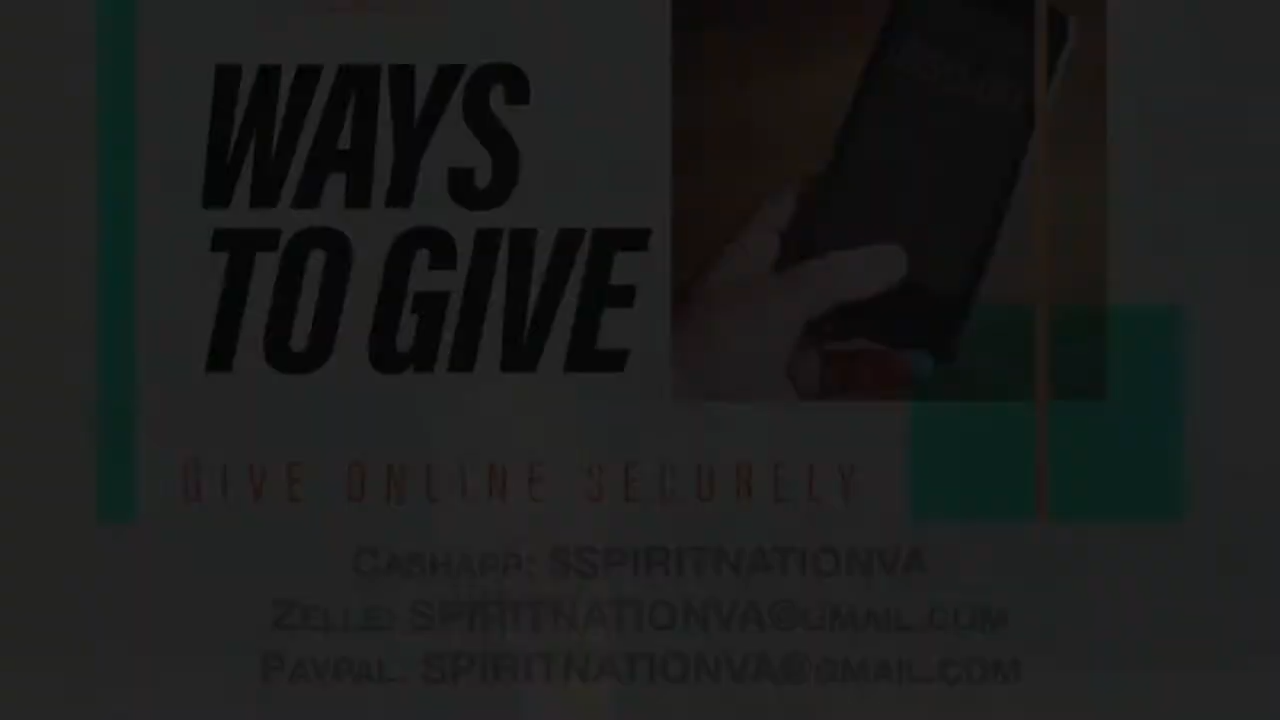 WAYS
TO GIVE
GIVE ONLINE SECURELY
CASHAPP: $SPIRITNATIONVA
ZELLE: SPIRITNATIONVA@GMAIL.COM
PAYPAL: SPIRITNATIONVA@GMAIL.COM